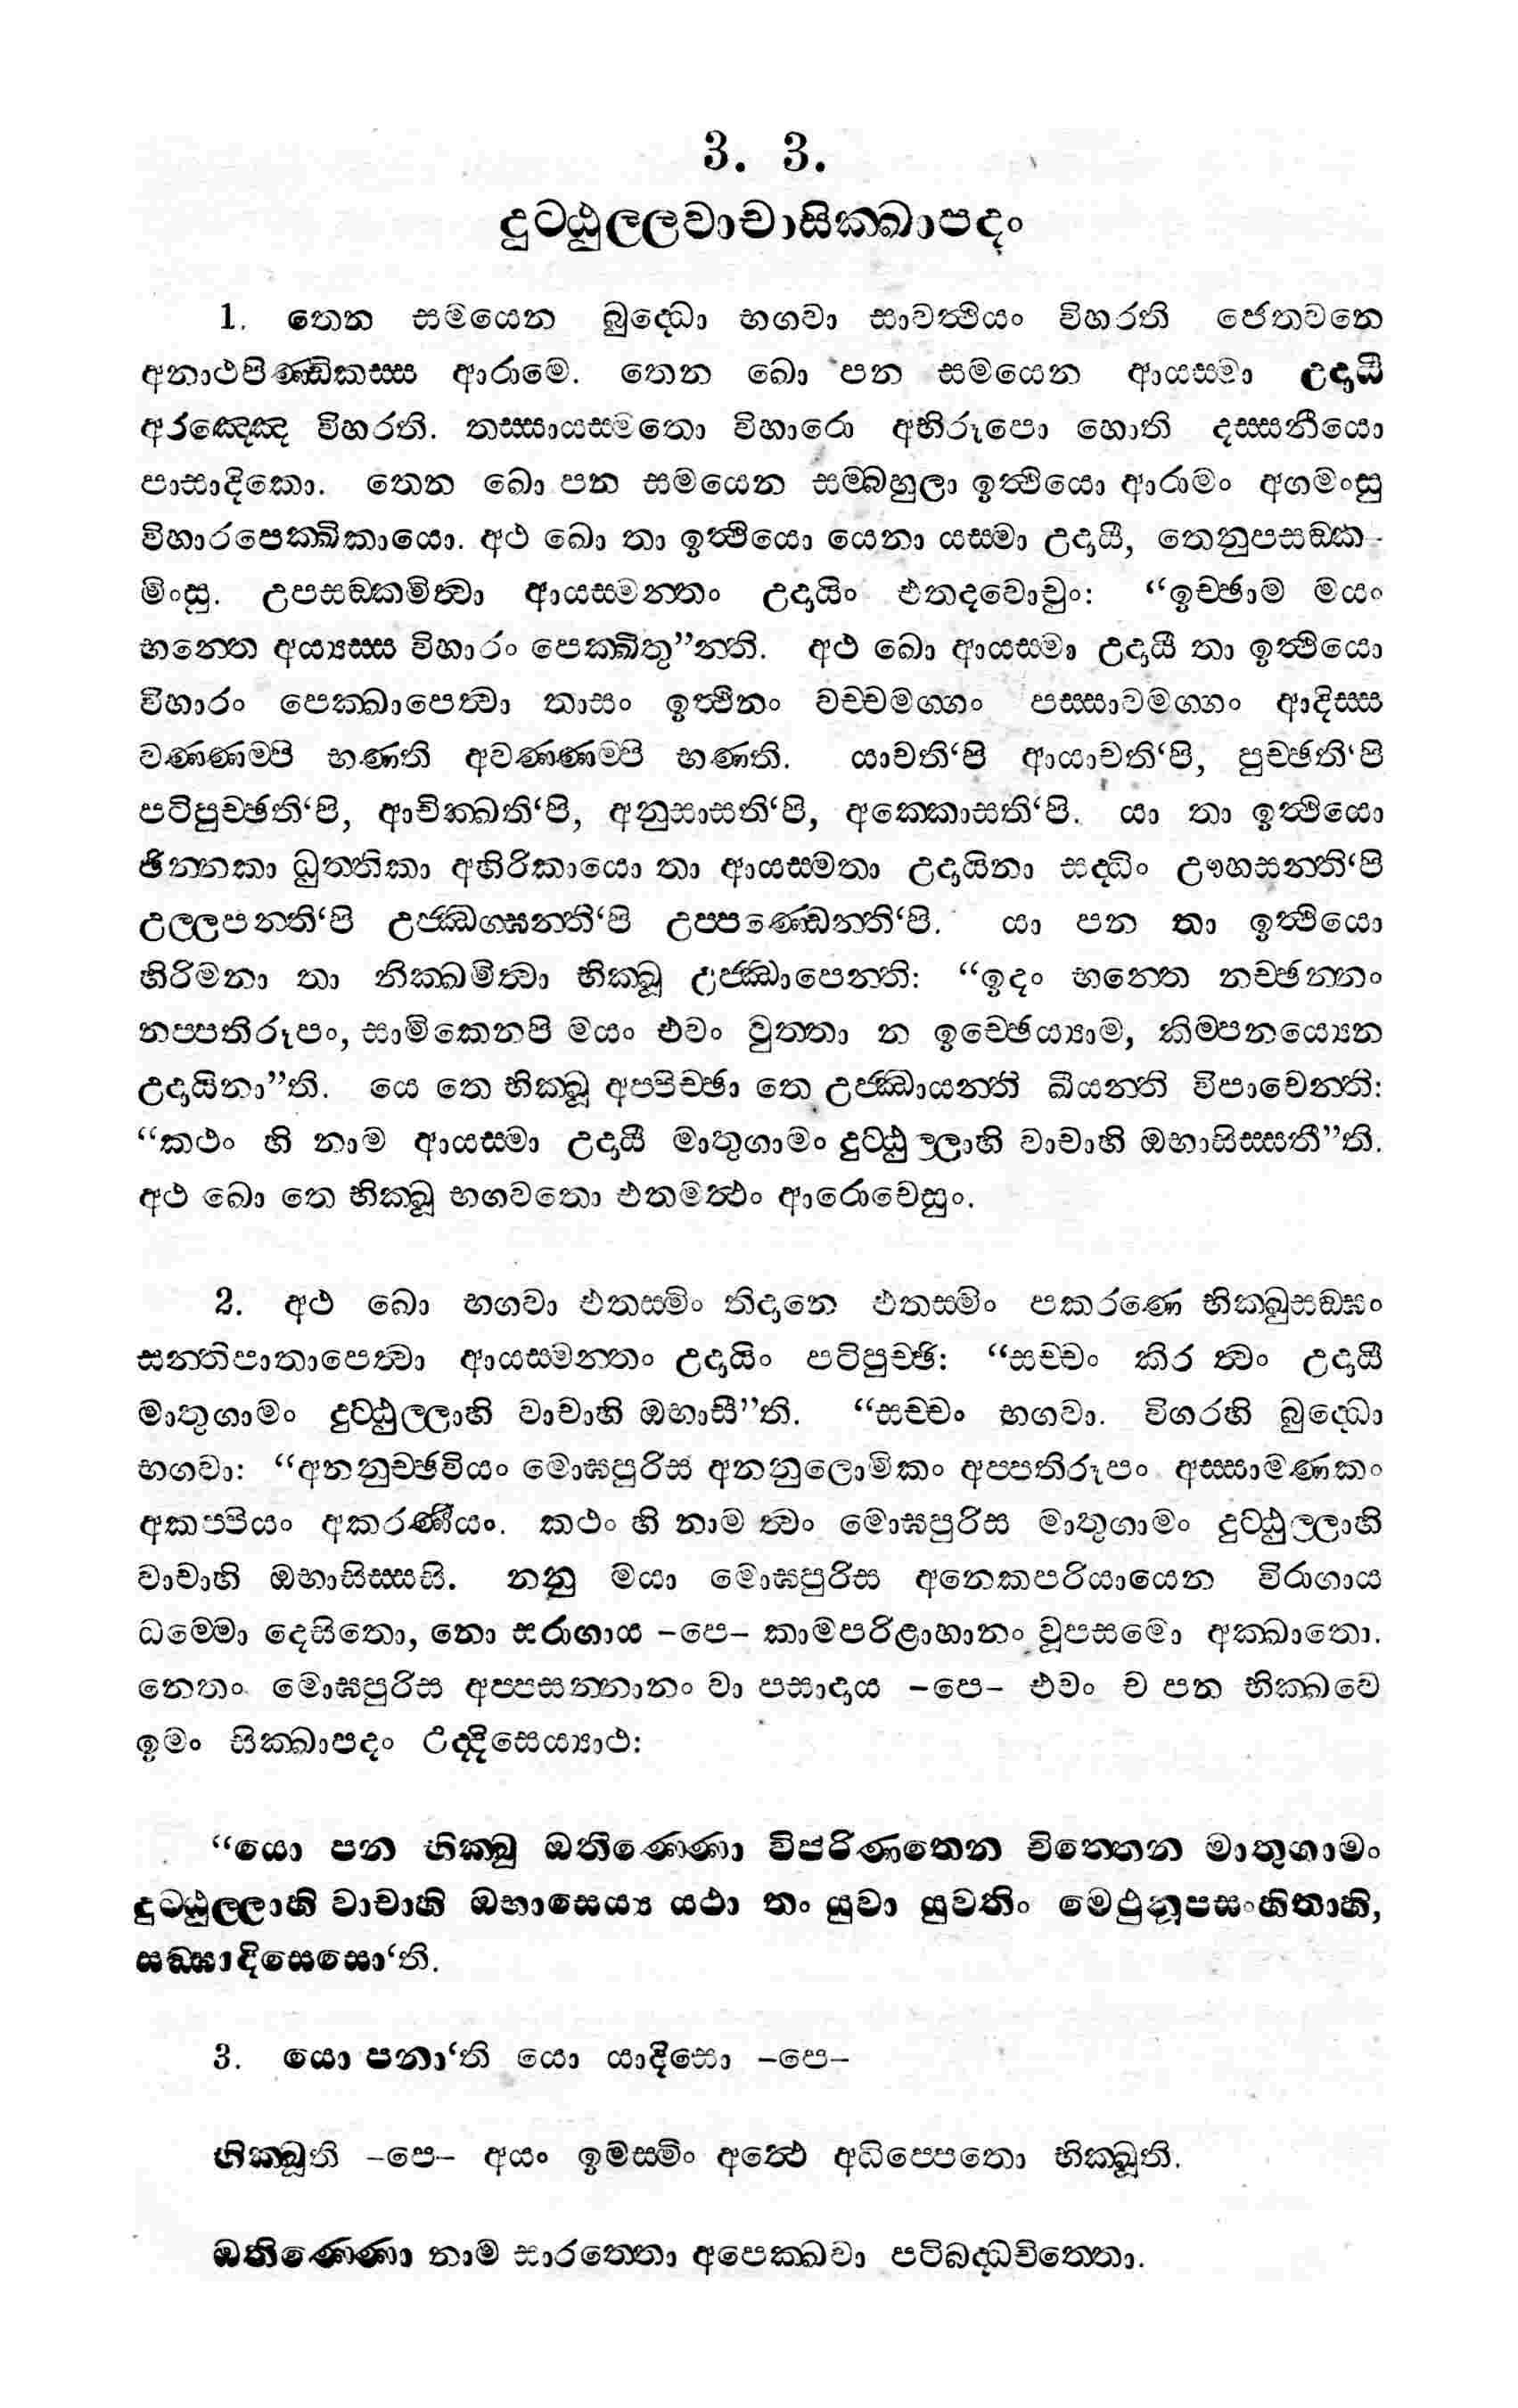 3. 3.
දුට්ඨුල්ලවාචාසික්ඛාපදං
1. තෙන සමයෙන බුද්ධො භගවා සාවත්ථියං විහරති ජෙතවනෙ
අනාථපිණ්ඩිකස්ස ආරාමෙ. තෙන ඛො පන සමයෙන ආයස්මා උදායී
අරඤ්ඤෙ විහරති. තස්සායස්මතො විහාරො අභිරූපො හොති දස්සනීයො
පාසාදිකො. තෙන ඛො පන සමයෙන සම්බහුලා ඉත්ථියො ආරාමං අගමංසු
විහාරපෙක්ඛිකායො. අථ ඛො තා ඉත්ථියො යෙනා යස්මා උදායී, තෙනුපසඞ්ක-
මිංසු. උපසඞ්කමිත්වා ආයස්මන්තං උදායිං එතදවොචුං: “ඉච්ඡාම මයං
භන්තෙ අය්‍යස්ස විහාරං පෙක්ඛිතු”න්ති. අථ ඛො ආයස්මා උදායී තා ඉත්ථියො
විහාරං පෙක්ඛාපෙත්වා තාසං ඉත්ථීනං වච්චමග්ගං පස්සාවමග්ගං ආදිස්ස
වණ්ණම්පි භණති අවණ්ණම්පි භණති. යාචති‘පි ආයාචති‘පි, පුච්ඡති‘පි
පටිපුච්ඡති‘පි, ආචික්ඛති‘පි, අනුසාසති‘පි, අක්කොසති‘පි. යා තා ඉත්ථියො
ඡින්නකා ධුත්තිකා අහිරිකායො තා ආයස්මතා උදායිනා සද්ධිං ඌහසන්ති‘පි
උල්ලපන්ති‘පි උජ්ඣග්ඝන්ති‘පි උප්පණ්ඩෙන්ති‘පි. යා පන තා ඉත්ථියො
හිරිමනා තා නික්ඛමිත්වා භික්ඛූ උජ්ඣාපෙන්ති: “ඉදං භන්තෙ නච්ඡන්නං
නප්පතිරූපං, සාමිකෙනපි මයං එවං වුත්තා න ඉච්ඡෙය්‍යාම, කිම්පනය්‍යෙන
උදායිනා”ති. යෙ තෙ භික්ඛූ අප්පිච්ඡා තෙ උජ්ඣායන්ති ඛීයන්ති විපාචෙන්ති:
“කථං හි නාම ආයස්මා උදායී මාතුගාමං දුට්ඨුල්ලාහි වාචාහි ඔභාසිස්සතී”ති.
අථ ඛො තෙ භික්ඛූ භගවතො එතමත්ථං ආරොචෙසුං.
2. අථ ඛො භගවා එතස්මිං නිදානෙ එතස්මිං පකරණෙ භික්ඛුසඞ්ඝං
සන්නිපාතාපෙත්වා ආයස්මන්තං උදායිං පටිපුච්ඡි: “සච්චං කිර ත්වං උදායී
මාතුගාමං දුට්ඨුල්ලාහි වාචාහි ඔභාසී”ති. “සච්චං භගවා. විගරහි බුද්ධො
භගවා: “අනනුච්ඡවියං මොඝපුරිස අනනුලොමිකං අප්පතිරූපං අස්සාමණකං
අකප්පියං අකරණීයං. කථං හි නාම ත්වං මොඝපුරිස මාතුගාමං දුට්ඨුල්ලාහි
වාචාහි ඔභාසිස්සසි. නනු මයා මොඝපුරිස අනෙකපරියායෙන විරාගාය
ධම්මො දෙසිතො, නො සරාගාය –පෙ– කාමපරිළාහානං වූපසමො අක්ඛාතො.
නෙතං මොඝපුරිස අප්පසන්නානං වා පසාදාය –පෙ– එවං ච පන භික්ඛවෙ
ඉමං සික්ඛාපදං උද්දිසෙය්‍යාථ:
“යො පන භික්ඛු ඔතිණ්ණො විපරිණතෙන චිත්තෙන මාතුගාමං
දුට්ඨුල්ලාහි වාචාහි ඔභාසෙය්‍ය යථා තං යුවා යුවතිං මෙථුනූපසංහිතාහි,
සඞ්ඝාදිසෙසො‘ති.
3. යො පනා‘ති යො යාදිසො –පෙ–
භික්ඛූති –පෙ– අයං ඉමස්මිං අත්ථෙ අධිප්පෙතො භික්ඛූති.
ඔතිණ්ණො නාම සාරත්තො අපෙක්ඛවා පටිබද්ධචිත්තො.